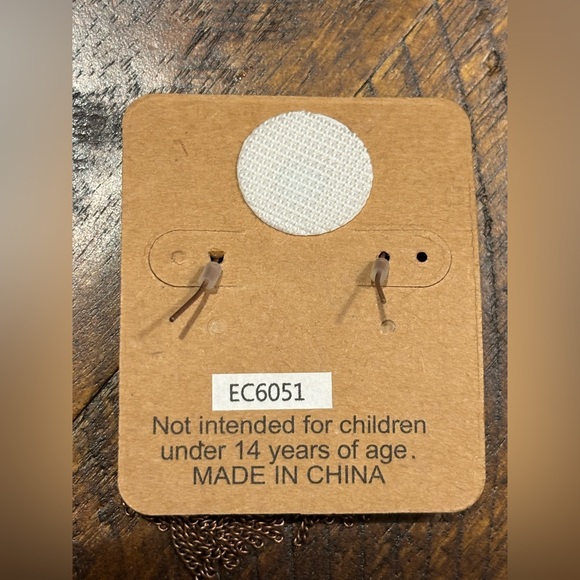 EC6051
Not intended for children
under 14 years of age.
MADE IN CHINA